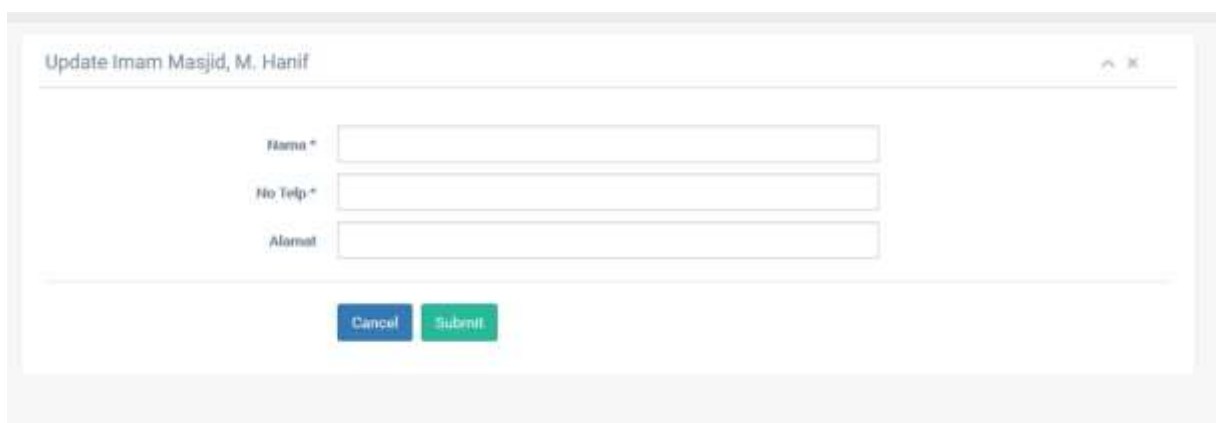 Update Imam Masjid, M. Hanif
Nama *
No Telp *
Alamat
Cancel Submit